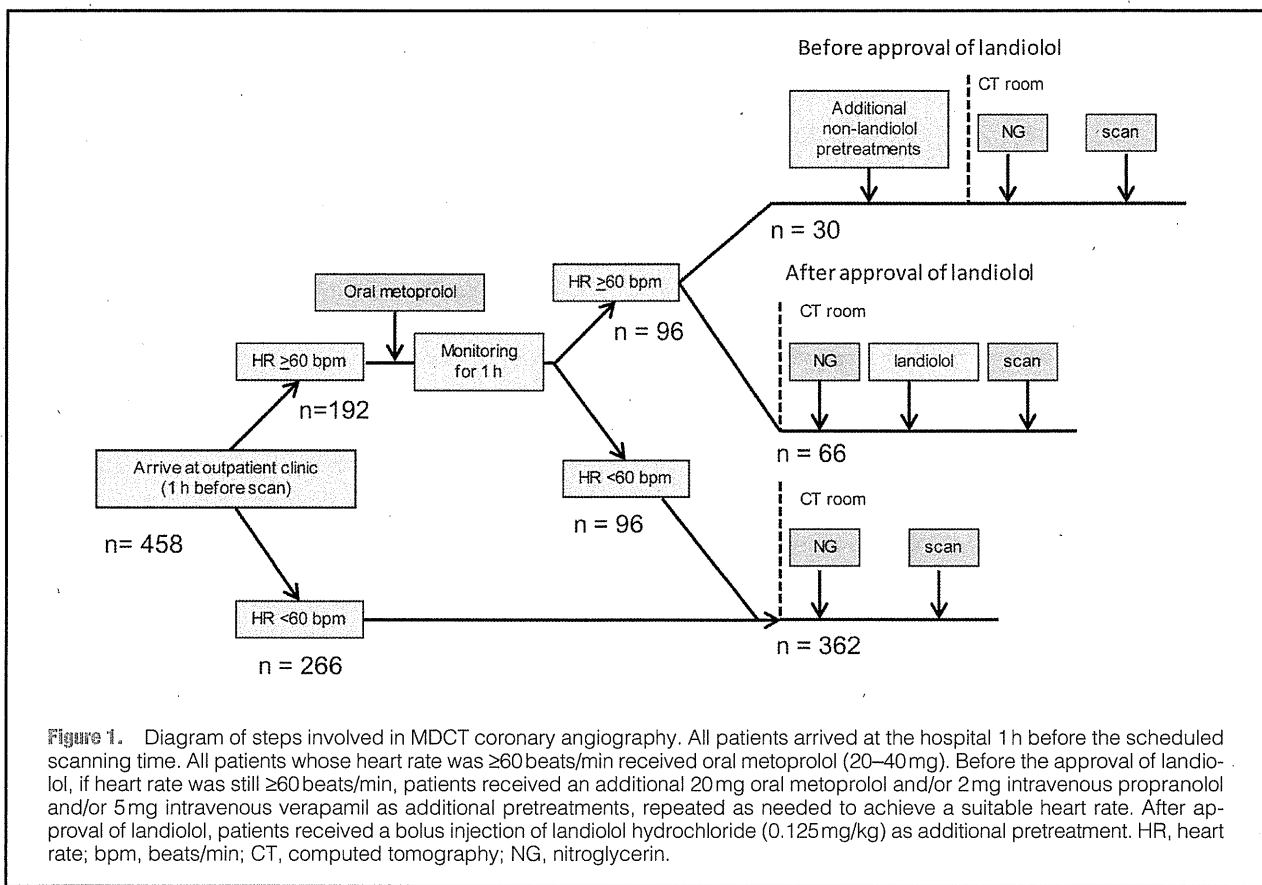 Before approval of landiolol
CT room
Additional
non-landiolol
pretreatments
NG
scan
n = 30
After approval of landiolol
HR ≥60 bpm
n = 96
CT room
Oral metoprolol
Monitoring
for 1 h
HR ≥60 bpm
n=192
NG
landiolol
scan
n = 66
Arrive at outpatient clinic
(1 h before scan)
n= 458
HR <60 bpm
n = 96
CT room
NG
scan
HR <60 bpm
n = 266
n = 362
Figure 1. Diagram of steps involved in MDCT coronary angiography. All patients arrived at the hospital 1 h before the scheduled
scanning time. All patients whose heart rate was ≥60 beats/min received oral metoprolol (20–40 mg). Before the approval of landio-
lol, if heart rate was still ≥60 beats/min, patients received an additional 20 mg oral metoprolol and/or 2 mg intravenous propranolol
and/or 5 mg intravenous verapamil as additional pretreatments, repeated as needed to achieve a suitable heart rate. After ap-
proval of landiolol, patients received a bolus injection of landiolol hydrochloride (0.125 mg/kg) as additional pretreatment. HR, heart
rate; bpm, beats/min; CT, computed tomography; NG, nitroglycerin.